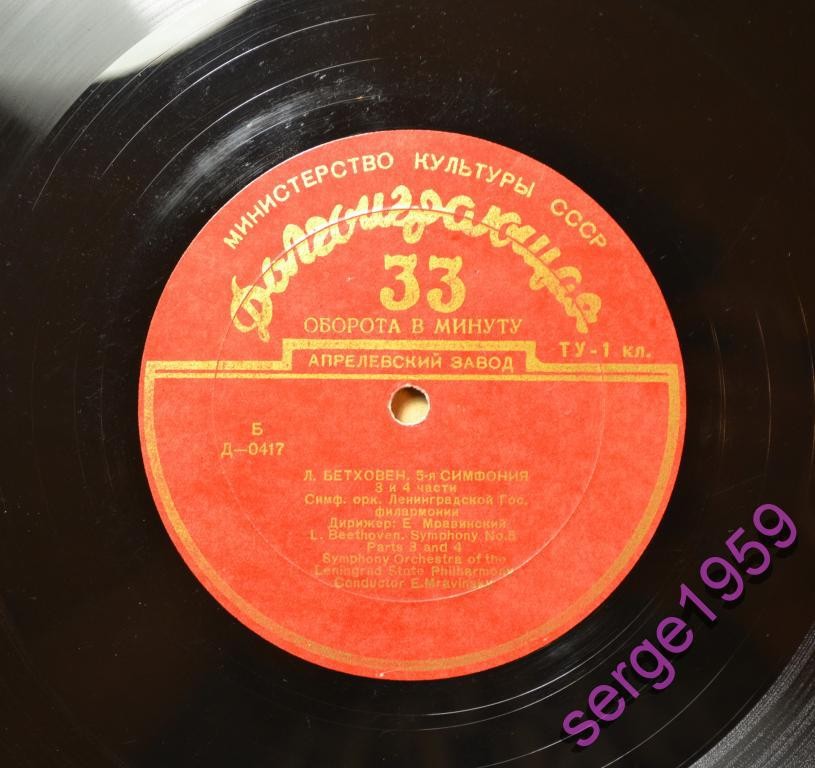 МИНИСТЕРСТВО КУЛЬТУРЫ СССР
Долгоиграющая
33
ОБОРОТА В МИНУТУ
ТУ-1 кл.
АПРЕЛЕВСКИЙ ЗАВОД
Б
Д—0417
Л. БЕТХОВЕН. 5-я СИМФОНИЯ
3 и 4 части
Симф. орк. Ленинградской Гос.
филармонии
Дирижер: Е. Мравинский
L. Beethoven. Symphony No.5
Parts 3 and 4
Symphony Orchestra of the
Leningrad State Philharmony
Conductor E.Mravinsky
serge1959